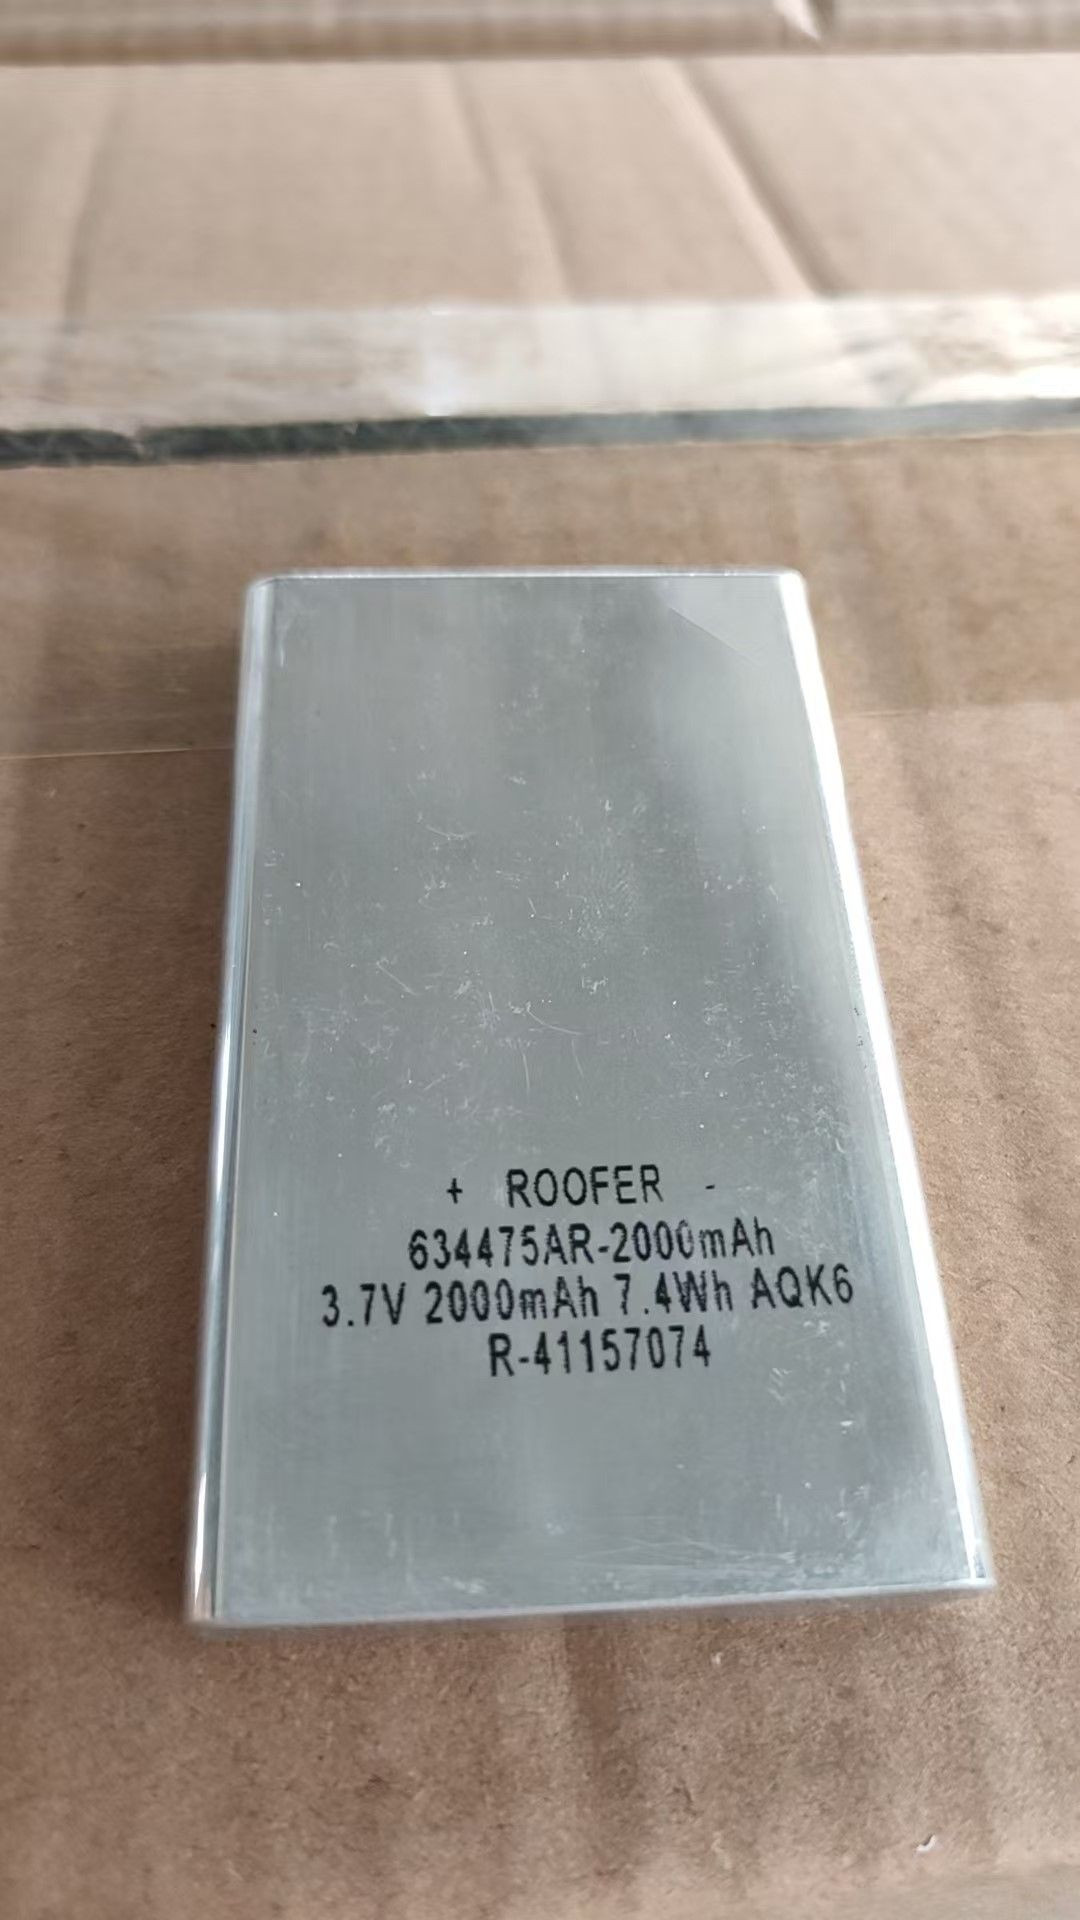 + ROOFER -
634475AR-2000mAh
3.7V 2000mAh 7.4Wh AQK6
R-41157074